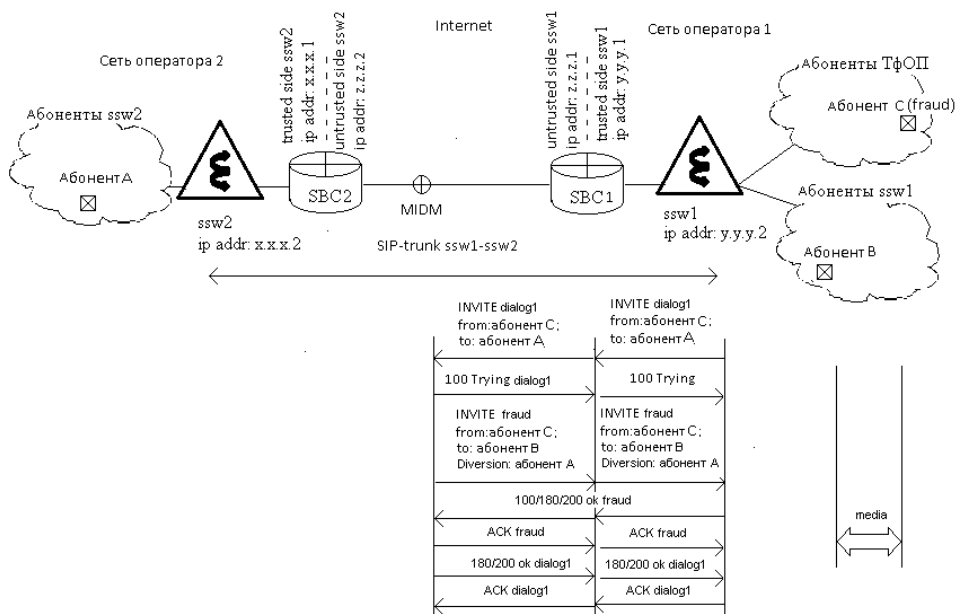 Internet
Сеть оператора 1
Сеть оператора 2
trusted side ssw2
ip addr: x.x.x.1
untrusted side ssw2
ip addr: z.z.z.2
untrusted side ssw1
ip addr: z.z.z.1
trusted side ssw1
ip addr: y.y.y.1
Абоненты ТфОП
Абонент C (fraud)
Абоненты ssw2
Абонент A
SBC2
MIDM
SBC1
Абоненты ssw1
Абонент B
ssw2
ip addr: x.x.x.2
ssw1
ip addr: y.y.y.2
SIP-trunk ssw1-ssw2
INVITE dialog1
from:абонент C;
to: абонент A
INVITE dialog1
from:абонент C;
to: абонент A
100 Trying dialog1
100 Trying
INVITE fraud
from:абонент C;
to: абонент B
Diversion: абонент A
INVITE fraud
from:абонент C;
to: абонент B
Diversion: абонент A
100/180/200 ok fraud
ACK fraud
ACK fraud
180/200 ok dialog1
180/200 ok dialog1
ACK dialog1
ACK dialog1
media